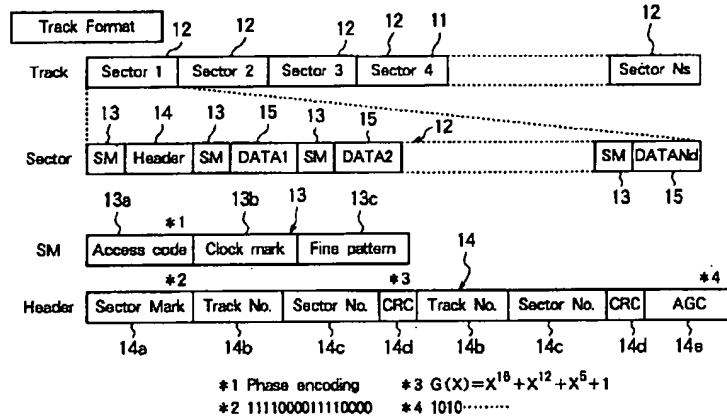 Track Format
12 12 12 12 11 12
Track Sector 1 Sector 2 Sector 3 Sector 4 Sector Ns
13 14 13 15 13 15 12
Sector SM Header SM DATA1 SM DATA2 SM DATANd
13 15
13a *1 13b 13 13c
SM Access code Clock mark Fine pattern
*2 *3 14 *4
Header Sector Mark Track No. Sector No. CRC Track No. Sector No. CRC AGC
14a 14b 14c 14d 14b 14c 14d 14e
*1 Phase encoding *3 G(X)=X¹⁶+X¹²+X⁵+1
*2 1111000011110000 *4 1010········